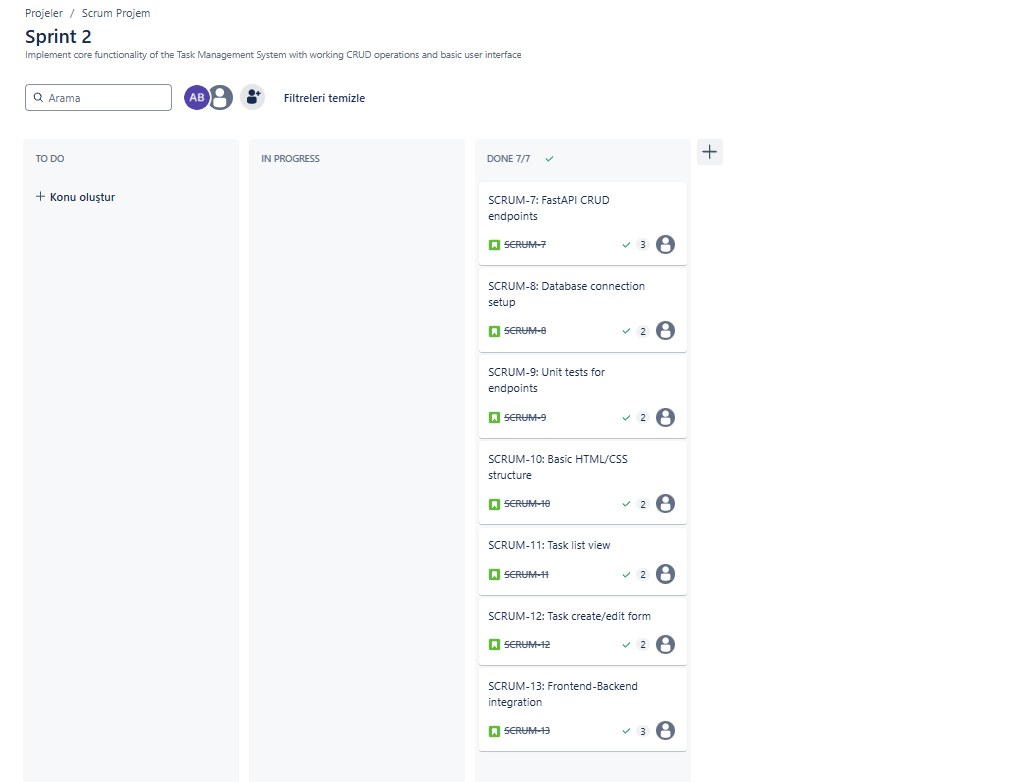 Projeler / Scrum Projem
Sprint 2
Implement core functionality of the Task Management System with working CRUD operations and basic user interface
Arama
AB
Filtreleri temizle
TO DO
+ Konu oluştur
IN PROGRESS
DONE 7/7
SCRUM-7: FastAPI CRUD
endpoints
SCRUM-7 3
SCRUM-8: Database connection
setup
SCRUM-8 2
SCRUM-9: Unit tests for
endpoints
SCRUM-9 2
SCRUM-10: Basic HTML/CSS
structure
SCRUM-10 2
SCRUM-11: Task list view
SCRUM-11 2
SCRUM-12: Task create/edit form
SCRUM-12 2
SCRUM-13: Frontend-Backend
integration
SCRUM-13 3